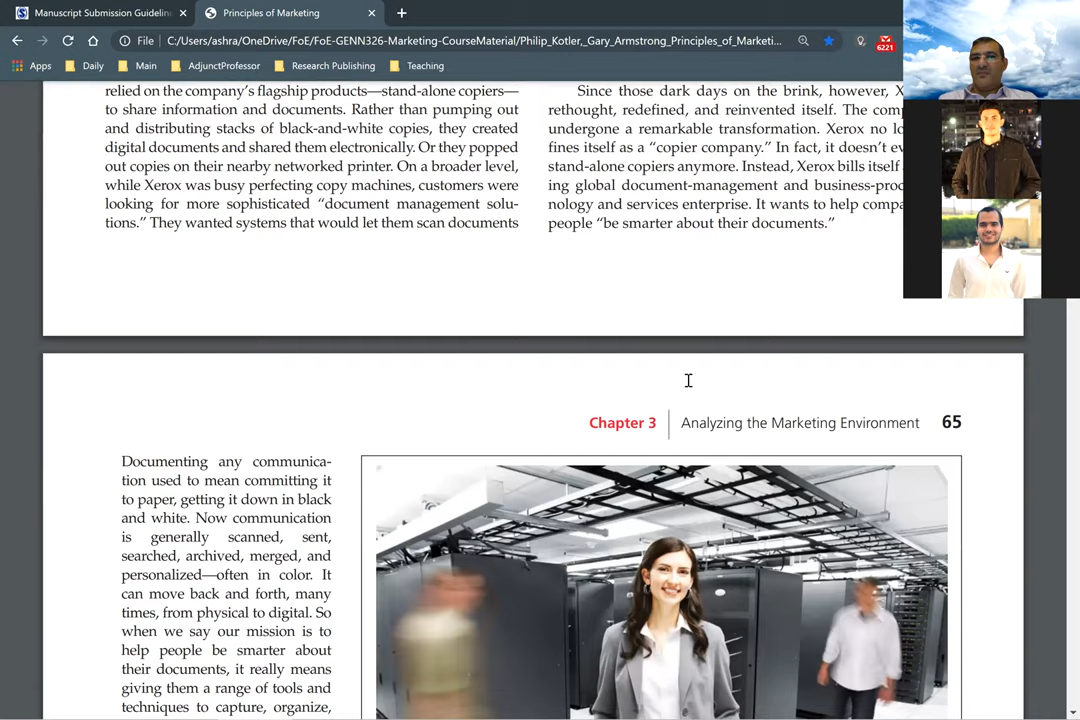 Manuscript Submission Guidelin
Principles of Marketing
File
C:/Users/ashra/OneDrive/FoE/FoE-GENN326-Marketing-CourseMaterial/Philip_Kotler,_Gary_Armstrong_Principles_of_Marketi...
6221
Apps
Daily
Main
AdjunctProfessor
Research Publishing
Teaching
relied on the company's flagship products—stand-alone copiers—
to share information and documents. Rather than pumping out
and distributing stacks of black-and-white copies, they created
digital documents and shared them electronically. Or they popped
out copies on their nearby networked printer. On a broader level,
while Xerox was busy perfecting copy machines, customers were
looking for more sophisticated “document management solu-
tions.” They wanted systems that would let them scan documents
Since those dark days on the brink, however, X
rethought, redefined, and reinvented itself. The comp
undergone a remarkable transformation. Xerox no lo
fines itself as a “copier company.” In fact, it doesn't ev
stand-alone copiers anymore. Instead, Xerox bills itself
ing global document-management and business-proc
nology and services enterprise. It wants to help compa
people “be smarter about their documents.”
Chapter 3
Analyzing the Marketing Environment 65
Documenting any communica-
tion used to mean committing it
to paper, getting it down in black
and white. Now communication
is generally scanned, sent,
searched, archived, merged, and
personalized—often in color. It
can move back and forth, many
times, from physical to digital. So
when we say our mission is to
help people be smarter about
their documents, it really means
giving them a range of tools and
techniques to capture, organize,